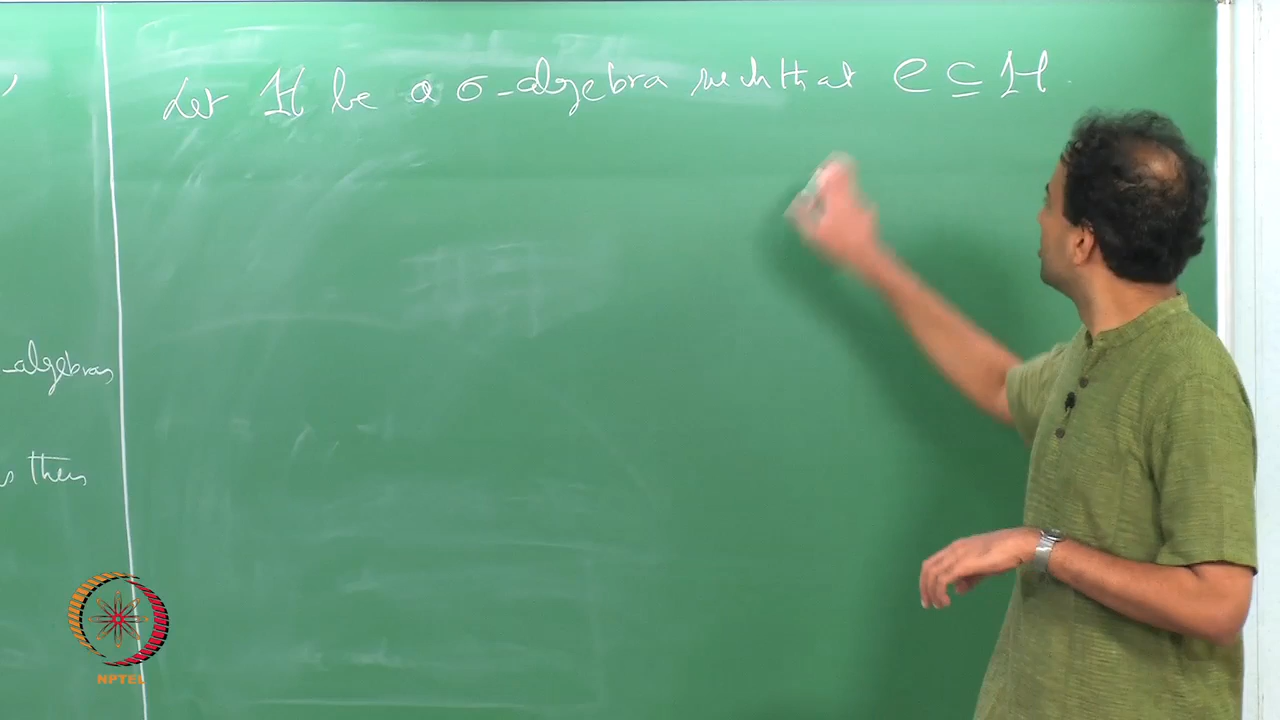 ,
-algebras
s then
Let ℋ be a σ-algebra such that 𝒞 ⊆ ℋ.
NPTEL